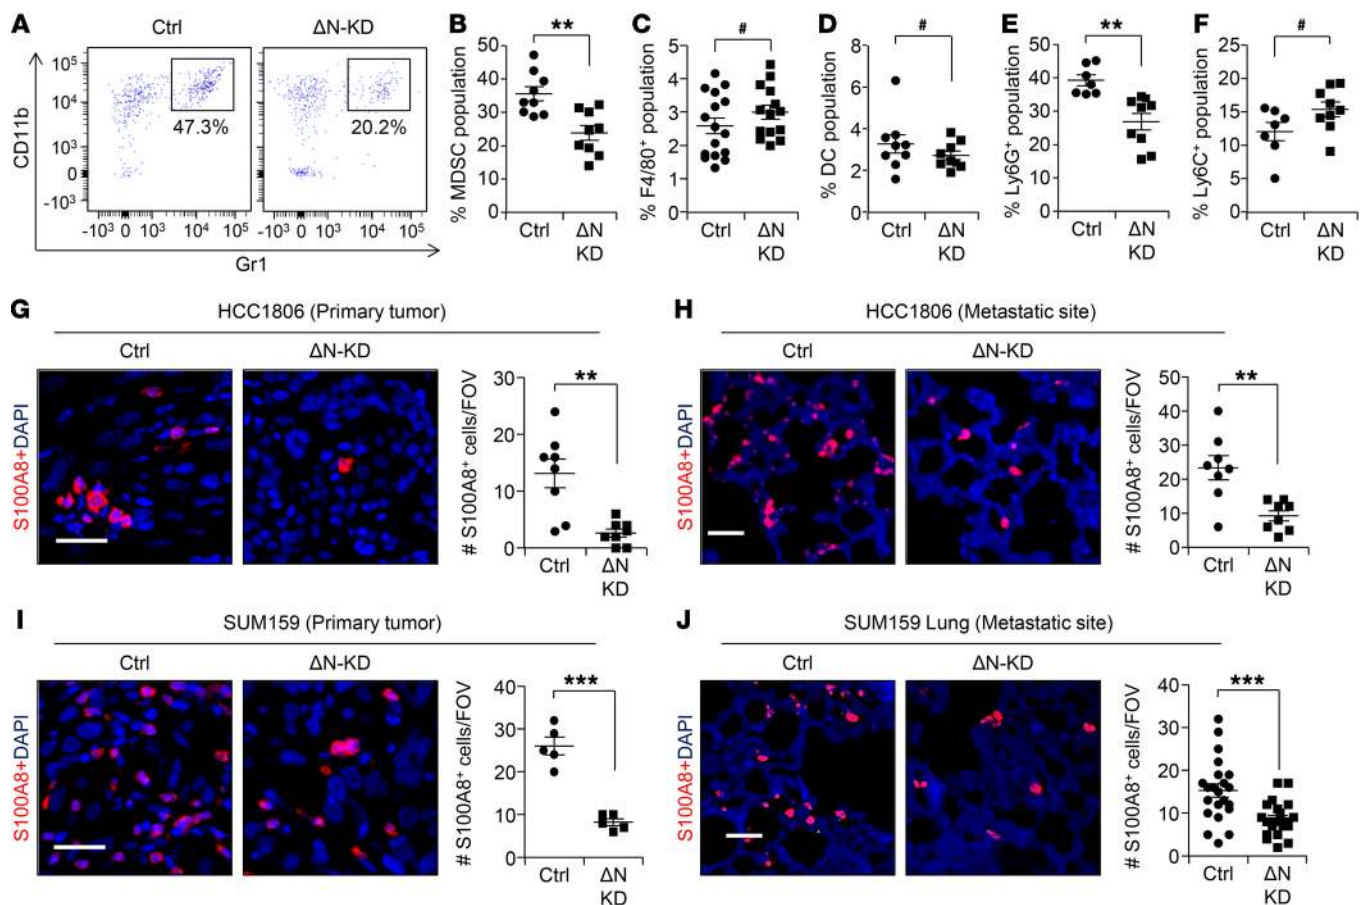 A
Ctrl
ΔN-KD
CD11b
10⁵
10⁴
10³
0
-10³
47.3%
20.2%
-10³ 0 10³ 10⁴ 10⁵
-10³ 0 10³ 10⁴ 10⁵
Gr1
B
% MDSC population
50
40
30
20
10
0
**
Ctrl ΔN
KD
C
% F4/80⁺ population
5
4
3
2
1
0
#
Ctrl ΔN
KD
D
% DC population
8
6
4
2
0
#
Ctrl ΔN
KD
E
% Ly6G⁺ population
50
40
30
20
10
0
**
Ctrl ΔN
KD
F
% Ly6C⁺ population
25
20
15
10
5
0
#
Ctrl ΔN
KD
G
HCC1806 (Primary tumor)
Ctrl
ΔN-KD
S100A8+DAPI
# S100A8⁺ cells/FOV
30
20
10
0
**
Ctrl ΔN
KD
H
HCC1806 (Metastatic site)
Ctrl
ΔN-KD
S100A8+DAPI
# S100A8⁺ cells/FOV
50
40
30
20
10
0
**
Ctrl ΔN
KD
I
SUM159 (Primary tumor)
Ctrl
ΔN-KD
S100A8+DAPI
# S100A8⁺ cells/FOV
40
30
20
10
0
***
Ctrl ΔN
KD
J
SUM159 Lung (Metastatic site)
Ctrl
ΔN-KD
S100A8+DAPI
# S100A8⁺ cells/FOV
40
30
20
10
0
***
Ctrl ΔN
KD